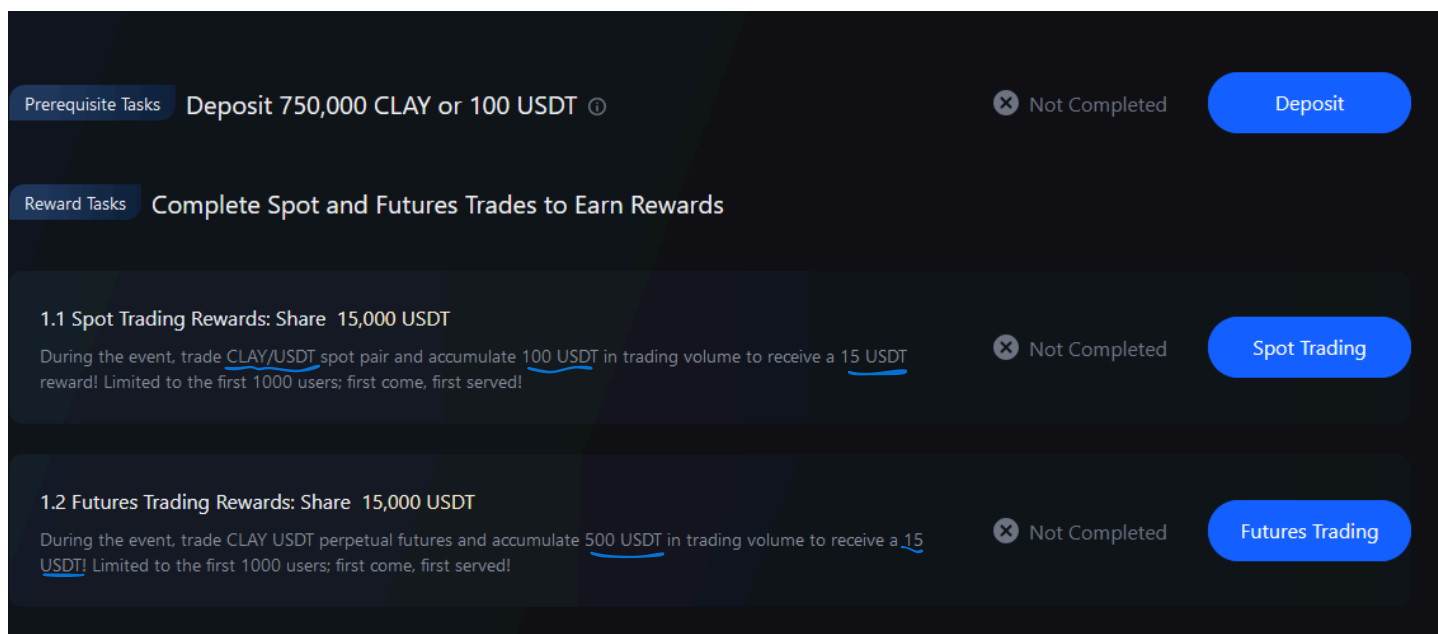 Prerequisite Tasks Deposit 750,000 CLAY or 100 USDT Not Completed Deposit
Reward Tasks Complete Spot and Futures Trades to Earn Rewards
1.1 Spot Trading Rewards: Share 15,000 USDT
During the event, trade CLAY/USDT spot pair and accumulate 100 USDT in trading volume to receive a 15 USDT
reward! Limited to the first 1000 users; first come, first served!
Not Completed Spot Trading
1.2 Futures Trading Rewards: Share 15,000 USDT
During the event, trade CLAY USDT perpetual futures and accumulate 500 USDT in trading volume to receive a 15
USDT! Limited to the first 1000 users; first come, first served!
Not Completed Futures Trading